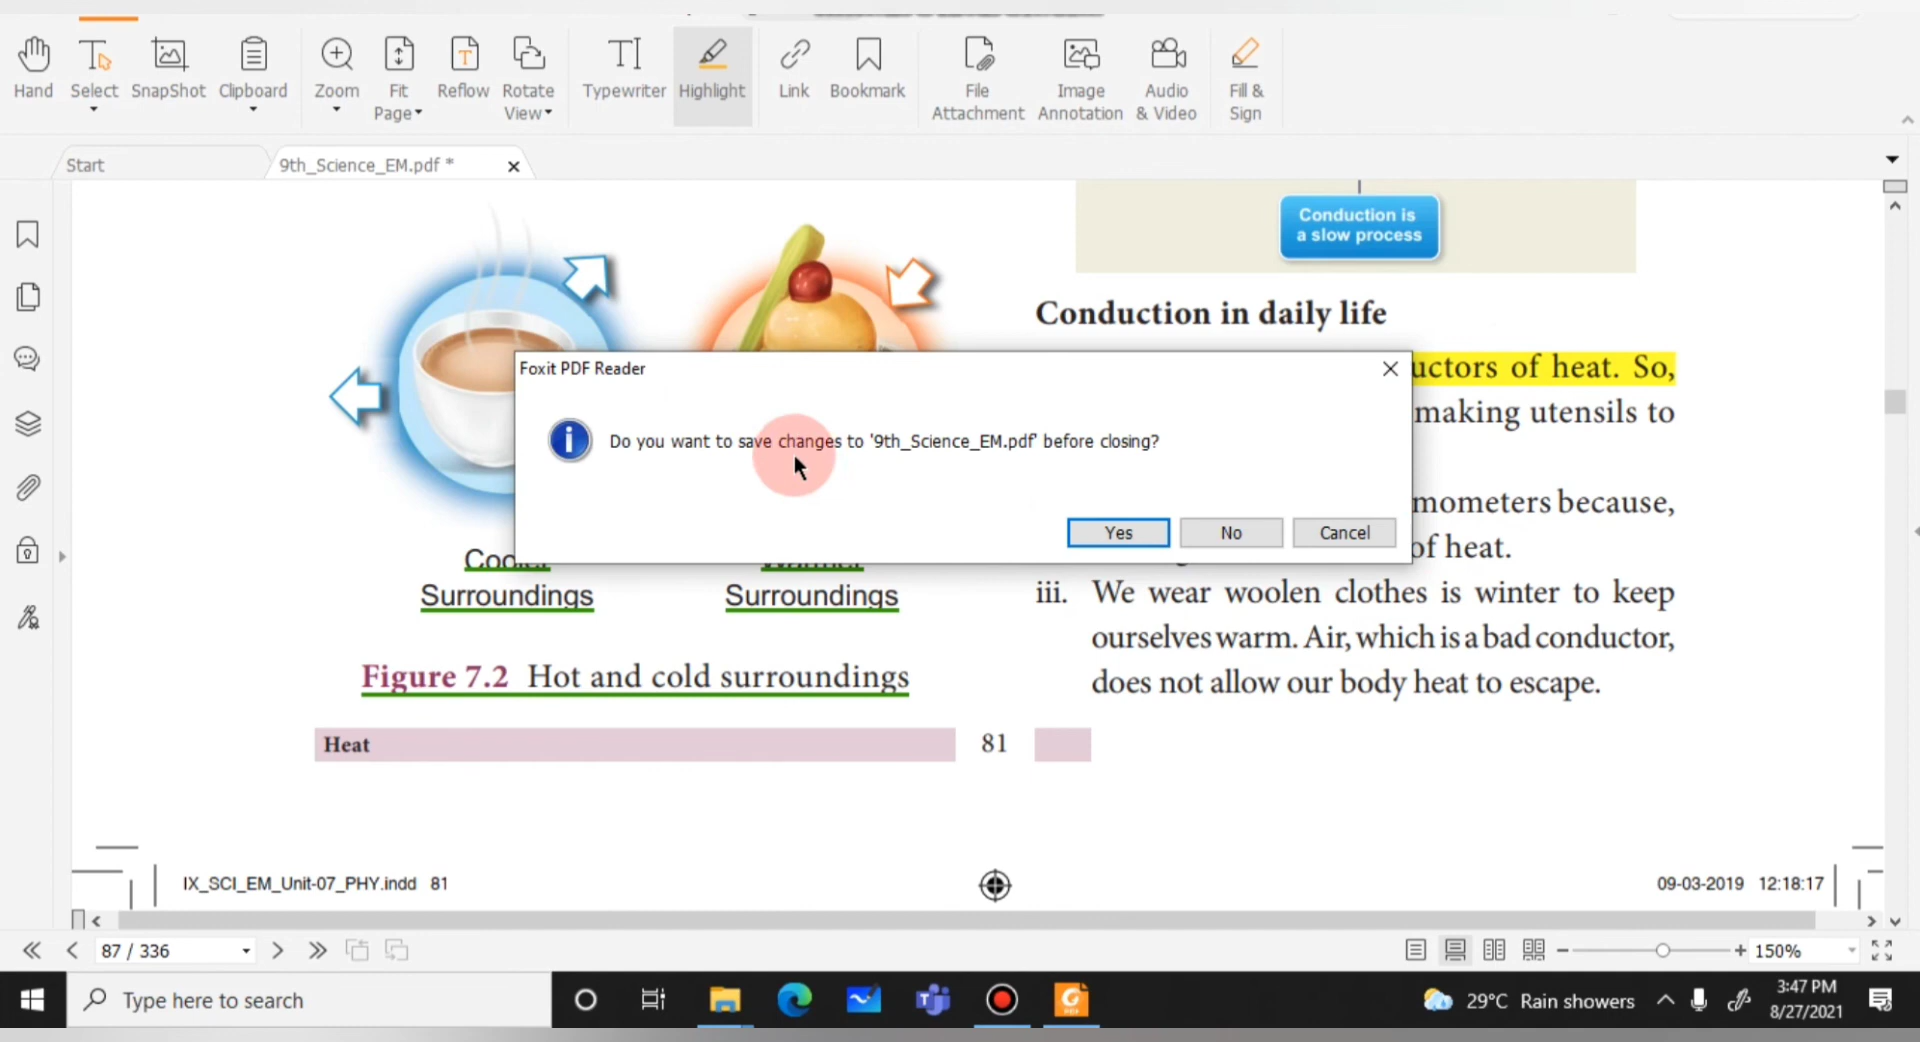 Hand
Select
SnapShot
Clipboard
Zoom
Fit
Page
Reflow
Rotate
View
Typewriter
Highlight
Link
Bookmark
File
Attachment
Image
Annotation
Audio
& Video
Fill &
Sign
Start
9th_Science_EM.pdf *
Conduction is
a slow process
Conduction in daily life
Foxit PDF Reader
uctors of heat. So,
making utensils to
Do you want to save changes to '9th_Science_EM.pdf' before closing?
mometers because,
Yes
No
Cancel
of heat.
Surroundings
Surroundings
iii. We wear woolen clothes is winter to keep
ourselves warm. Air, which is a bad conductor,
does not allow our body heat to escape.
Figure 7.2 Hot and cold surroundings
Heat
81
IX_SCI_EM_Unit-07_PHY.indd 81
09-03-2019 12:18:17
87 / 336
150%
Type here to search
29°C Rain showers
3:47 PM
8/27/2021